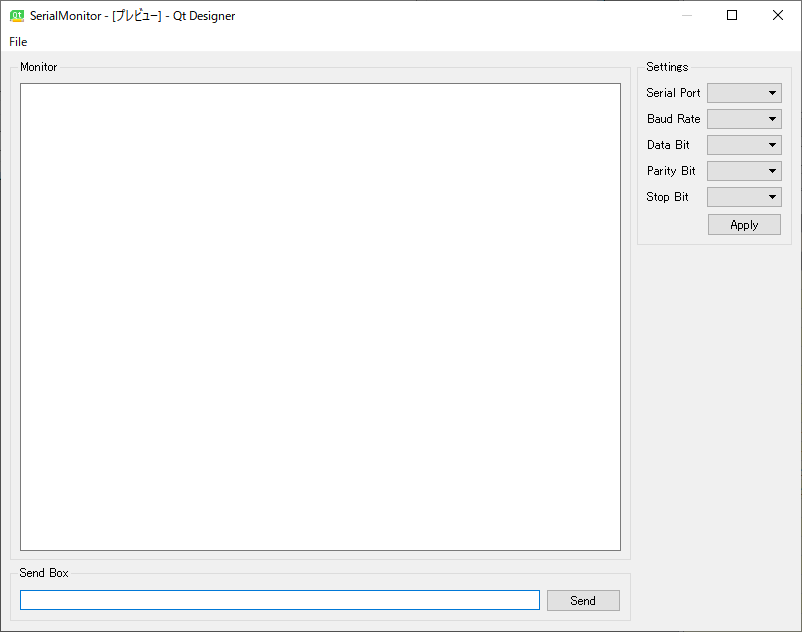 SerialMonitor - [プレビュー] - Qt Designer
File
Monitor
Settings
Serial Port
Baud Rate
Data Bit
Parity Bit
Stop Bit
Apply
Send Box
Send